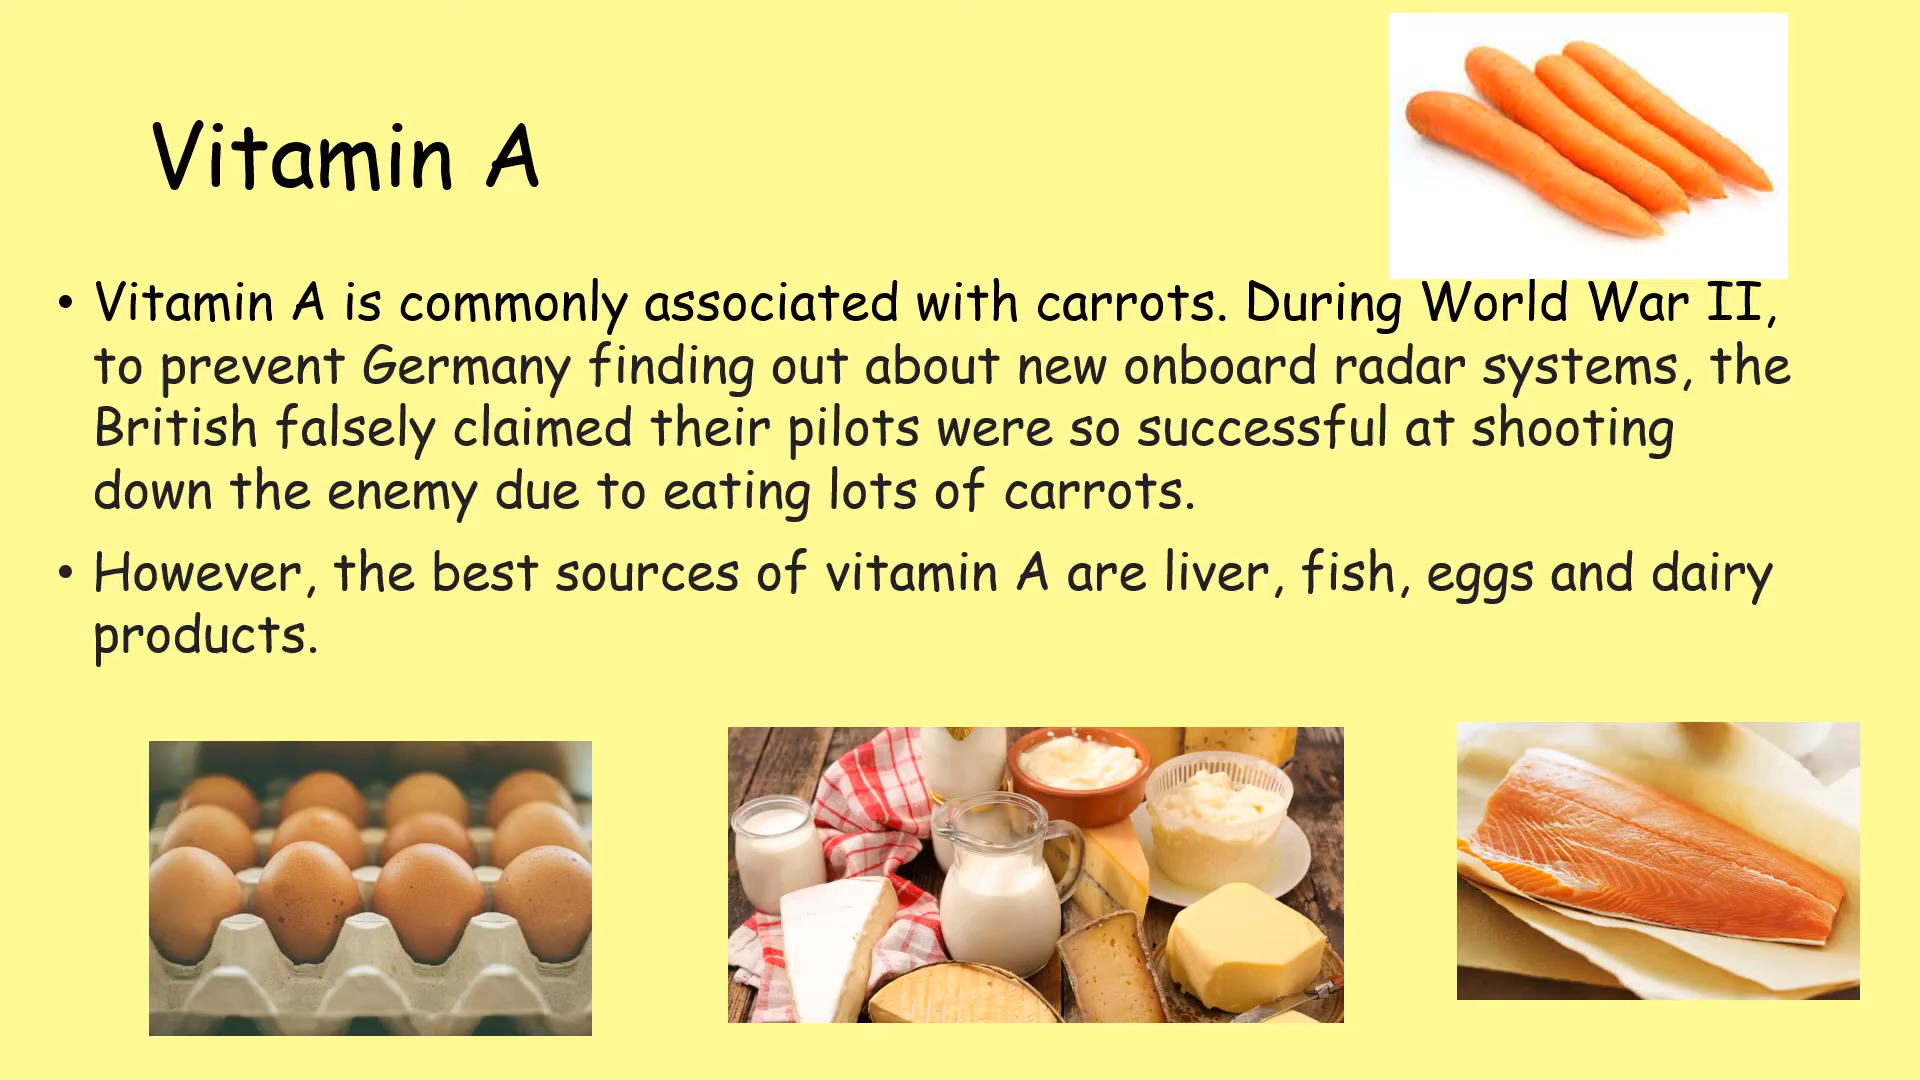 Vitamin A
• Vitamin A is commonly associated with carrots. During World War II,
to prevent Germany finding out about new onboard radar systems, the
British falsely claimed their pilots were so successful at shooting
down the enemy due to eating lots of carrots.
• However, the best sources of vitamin A are liver, fish, eggs and dairy
products.